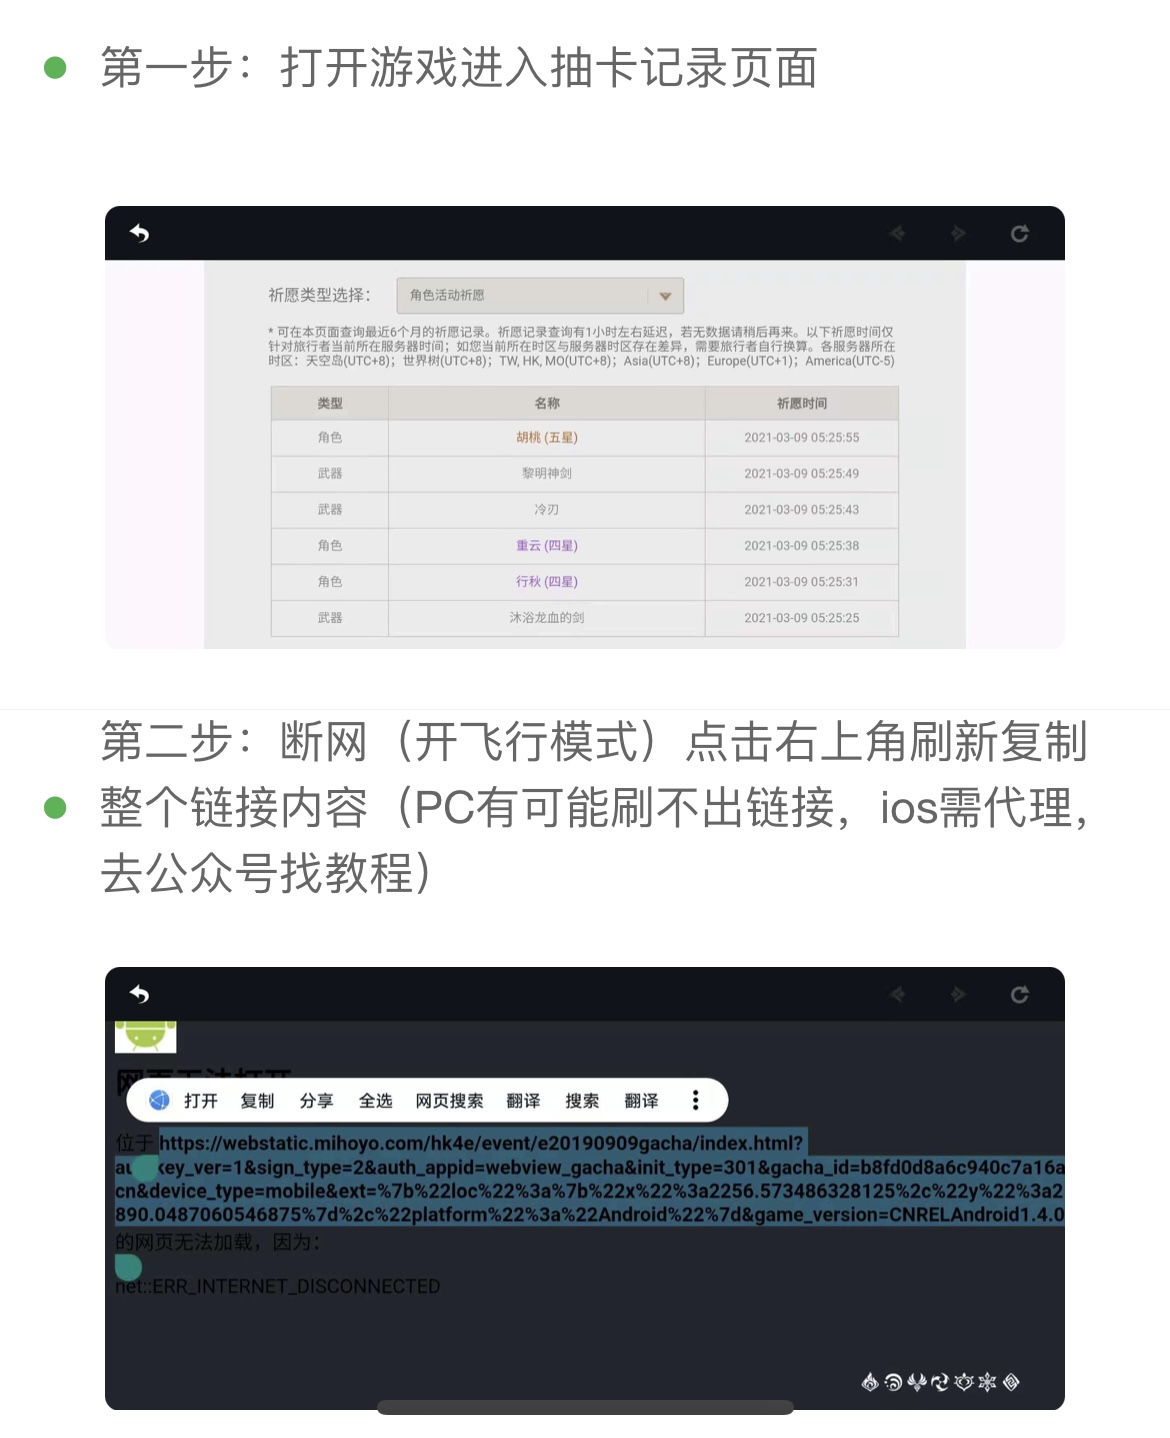 第一步：打开游戏进入抽卡记录页面
祈愿类型选择：
角色活动祈愿
* 可在本页面查询最近6个月的祈愿记录。祈愿记录查询有1小时左右延迟，若无数据请稍后再来。以下祈愿时间仅
针对旅行者当前所在服务器时间；如您当前所在时区与服务器时区存在差异，需要旅行者自行换算。各服务器所在
时区：天空岛(UTC+8)；世界树(UTC+8)；TW, HK, MO(UTC+8)；Asia(UTC+8)；Europe(UTC+1)；America(UTC-5)
类型 名称 祈愿时间
角色 胡桃 (五星) 2021-03-09 05:25:55
武器 黎明神剑 2021-03-09 05:25:49
武器 冷刃 2021-03-09 05:25:43
角色 重云 (四星) 2021-03-09 05:25:38
角色 行秋 (四星) 2021-03-09 05:25:31
武器 沐浴龙血的剑 2021-03-09 05:25:25
第二步：断网（开飞行模式）点击右上角刷新复制
整个链接内容（PC有可能刷不出链接，ios需代理，
去公众号找教程）
网页无法打开
打开 复制 分享 全选 网页搜索 翻译 搜索 翻译
位于 https://webstatic.mihoyo.com/hk4e/event/e20190909gacha/index.html?
key_ver=1&sign_type=2&auth_appid=webview_gacha&init_type=301&gacha_id=b8fd0d8a6c940c7a16a
cn&device_type=mobile&ext=%7b%22loc%22%3a%7b%22x%22%3a2256.573486328125%2c%22y%22%3a2
890.0487060546875%7d%2c%22platform%22%3a%22Android%22%7d&game_version=CNRELAndroid1.4.0
的网页无法加载，因为：
net::ERR_INTERNET_DISCONNECTED